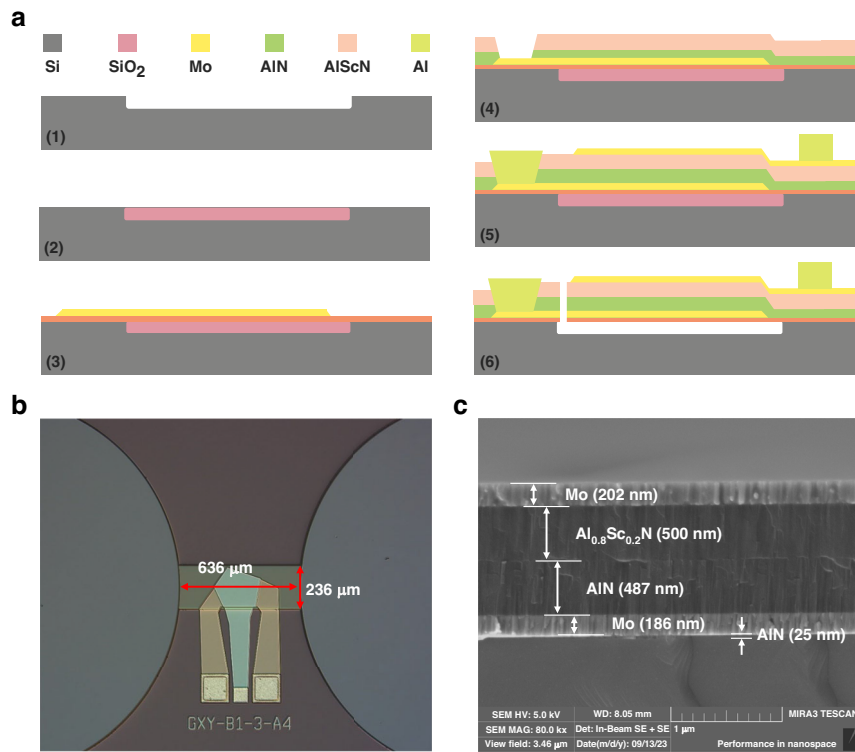 a
Si SiO₂ Mo AlN AlScN Al
(1)
(2)
(3)
(4)
(5)
(6)
b
636 μm
236 μm
GXY-B1-3-A4
c
Mo (202 nm)
Al₀.₈Sc₀.₂N (500 nm)
AlN (487 nm)
Mo (186 nm)
AlN (25 nm)
SEM HV: 5.0 kV WD: 8.05 mm MIRA3 TESCAN
SEM MAG: 80.0 kx Det: In-Beam SE + SE 1 μm
View field: 3.46 μm Date(m/d/y): 09/13/23 Performance in nanospace